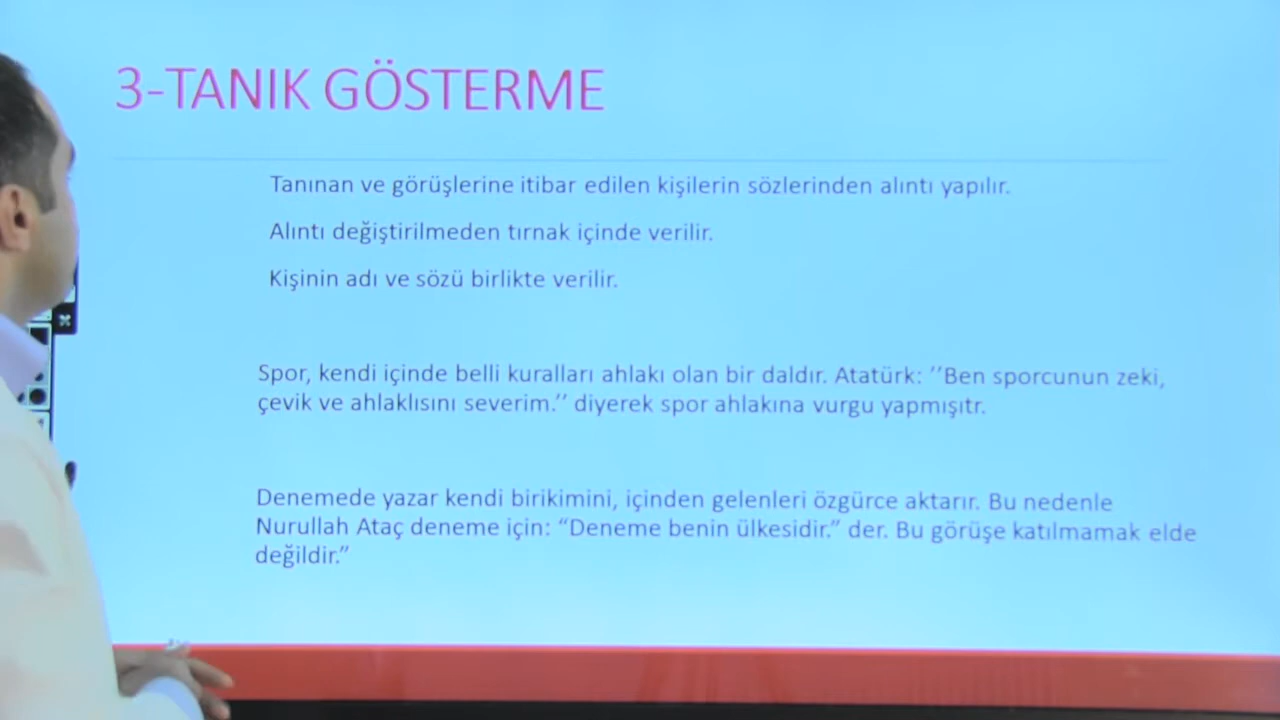 3-TANIK GÖSTERME
Tanınan ve görüşlerine itibar edilen kişilerin sözlerinden alıntı yapılır.
Alıntı değiştirilmeden tırnak içinde verilir.
Kişinin adı ve sözü birlikte verilir.
Spor, kendi içinde belli kuralları ahlakı olan bir daldır. Atatürk: ’’Ben sporcunun zeki,
çevik ve ahlaklısını severim.’’ diyerek spor ahlakına vurgu yapmışıtr.
Denemede yazar kendi birikimini, içinden gelenleri özgürce aktarır. Bu nedenle
Nurullah Ataç deneme için: “Deneme benin ülkesidir.” der. Bu görüşe katılmamak elde
değildir.”